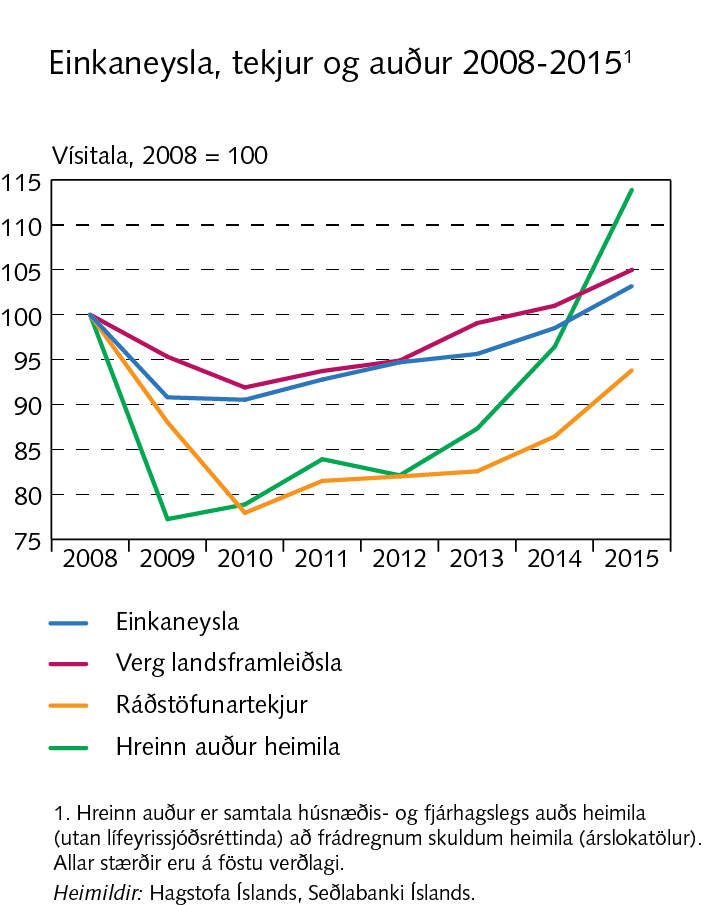 Einkaneysla, tekjur og auður 2008-2015¹
Vísitala, 2008 = 100
115
110
105
100
95
90
85
80
75
2008 2009 2010 2011 2012 2013 2014 2015
Einkaneysla
Verg landsframleiðsla
Ráðstöfunartekjur
Hreinn auður heimila
1. Hreinn auður er samtala húsnæðis- og fjárhagslegs auðs heimila
(utan lífeyrissjóðsréttinda) að frádregnum skuldum heimila (árslokatölur).
Allar stærðir eru á föstu verðlagi.
Heimildir: Hagstofa Íslands, Seðlabanki Íslands.